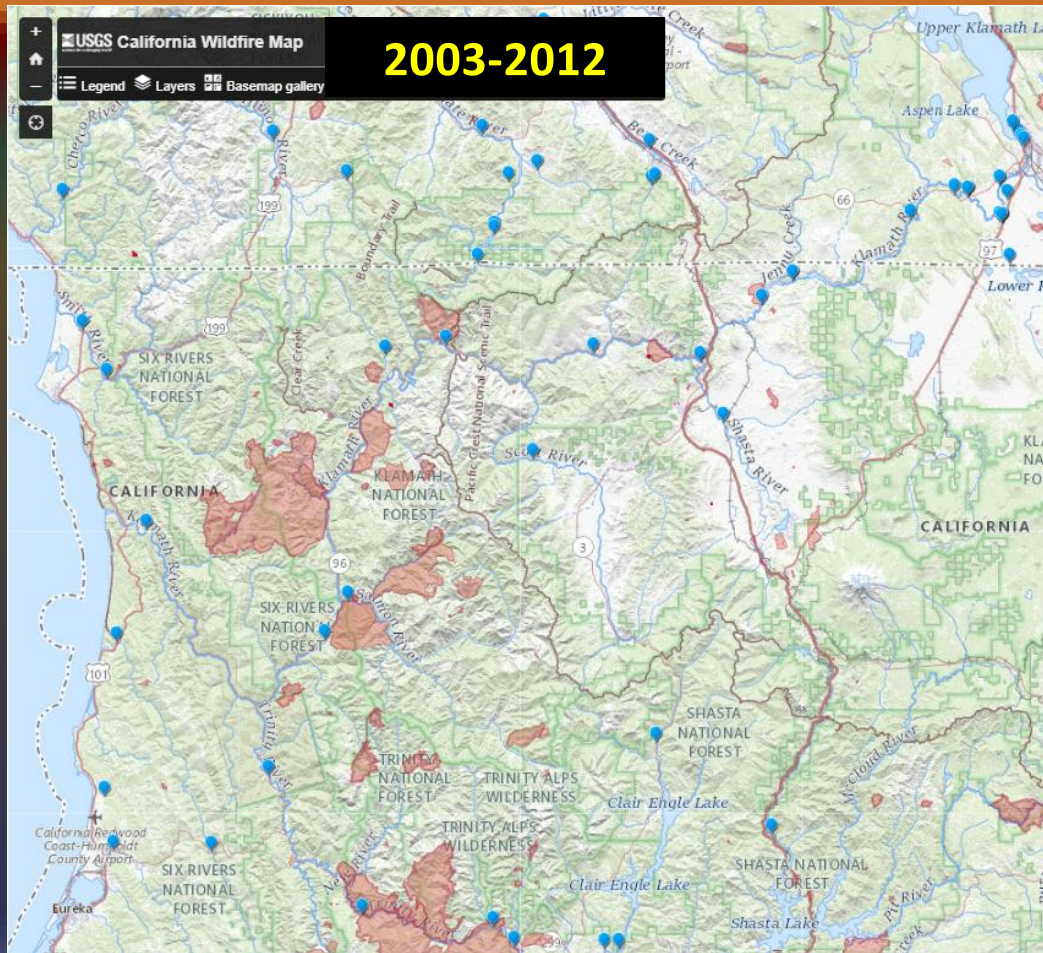 USGS California Wildfire Map
2003-2012
Legend Layers Basemap gallery
Creek
Upper Klamath
Chetco River
River
Bear Creek
Aspen Lake
199
66
Boundary Trail
Jenny Creek
Klamath River
97
Lower
Smith River
199
SIX RIVERS
NATIONAL
FOREST
Clear Creek
Pacific Crest National Scenic Trail
Klamath River
Scott River
Shasta River
KLAMATH
NATIONAL
FOREST
CALIFORNIA
CALIFORNIA
Klamath River
3
96
Salmon River
SIX RIVERS
NATIONAL
FOREST
101
Trinity River
SHASTA
NATIONAL
FOREST
McCloud River
TRINITY
NATIONAL
FOREST
TRINITY ALPS
WILDERNESS
Clair Engle Lake
California Redwood
Coast-Humboldt
County Airport
TRINITY ALPS
WILDERNESS
SIX RIVERS
NATIONAL
FOREST
SHASTA NATIONAL
FOREST
Clair Engle Lake
Pit River
Eureka
River
Shasta Lake
299
Creek